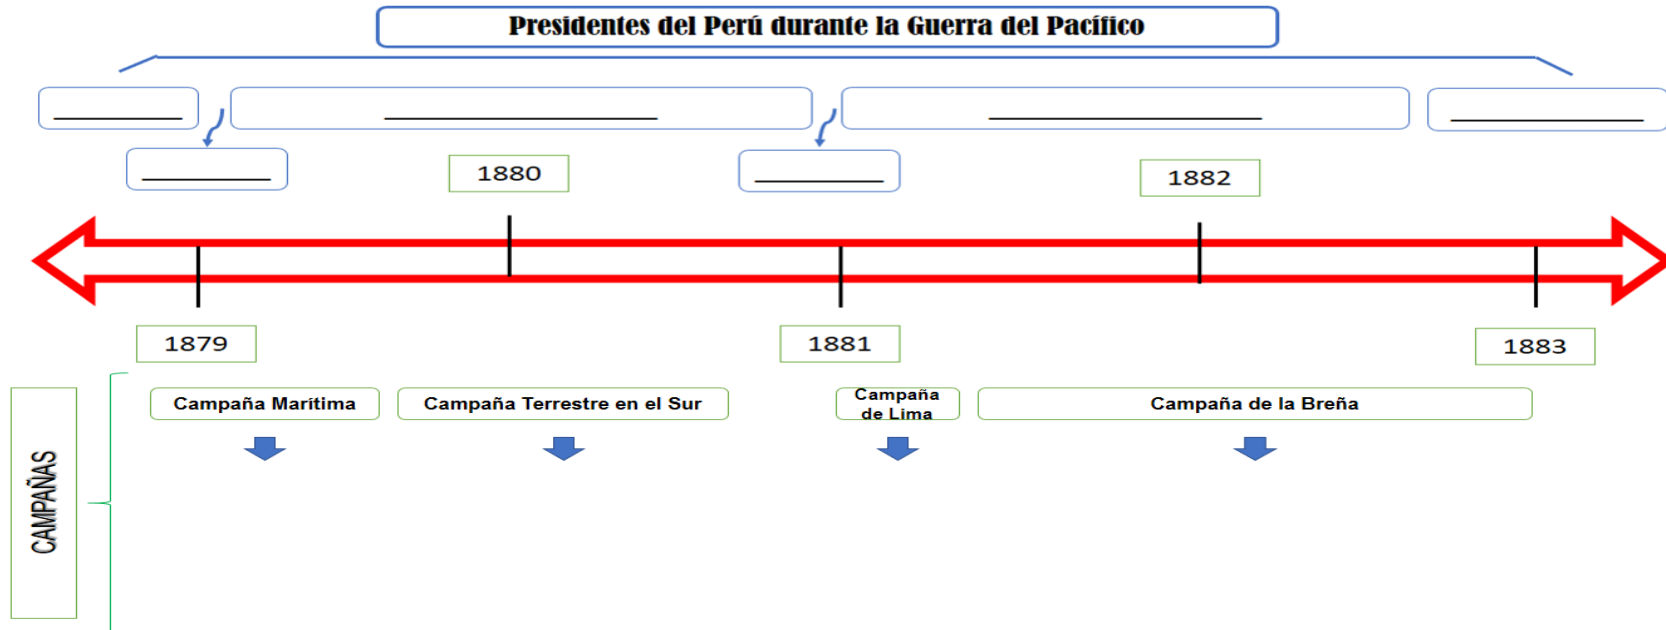 Presidentes del Perú durante la Guerra del Pacífico
1880
1882
1879
1881
1883
Campaña Marítima
Campaña Terrestre en el Sur
Campaña
de Lima
Campaña de la Breña
CAMPAÑAS